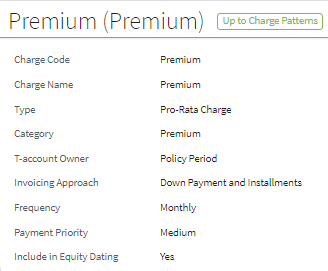 Premium (Premium) Up to Charge Patterns
Charge Code Premium
Charge Name Premium
Type Pro-Rata Charge
Category Premium
T-account Owner Policy Period
Invoicing Approach Down Payment and Installments
Frequency Monthly
Payment Priority Medium
Include in Equity Dating Yes